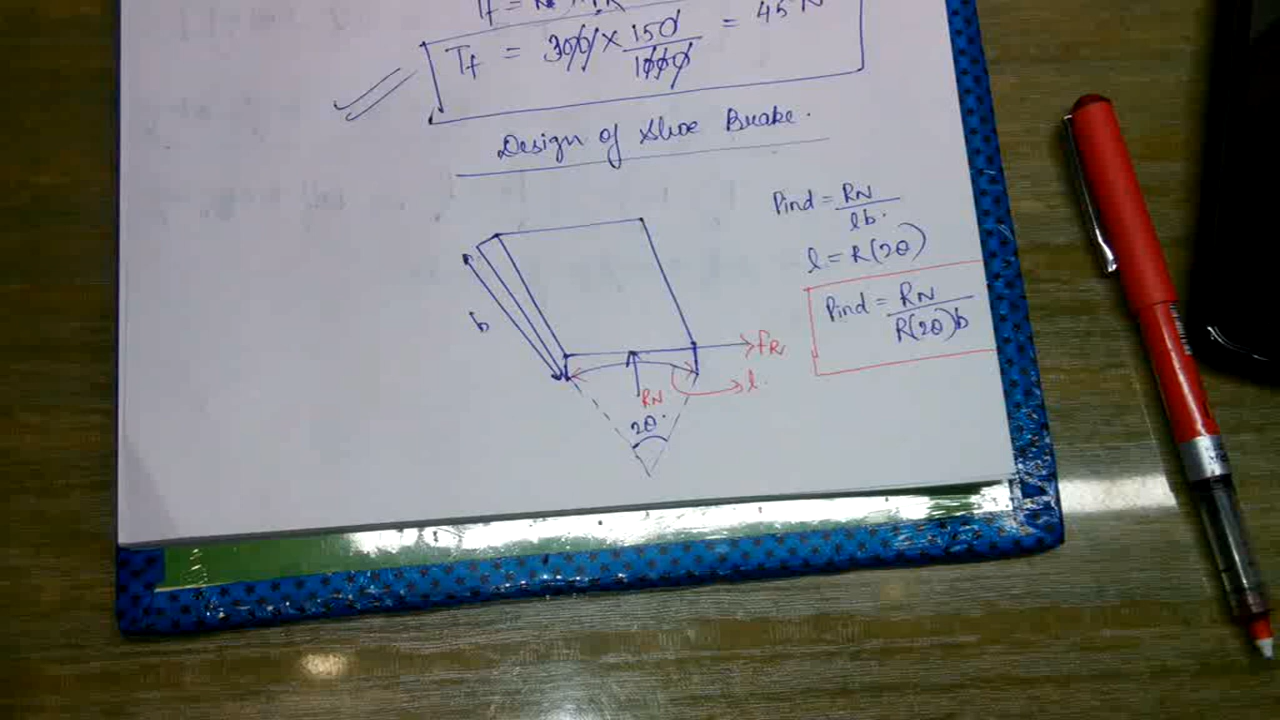 Tf = 300 × 150/1000 = 45 N
Design of Shoe Brake.
Pind = RN/lb.
l = R(2θ)
Pind = RN/R(2θ)b
b
fR
RN
l.
2θ.